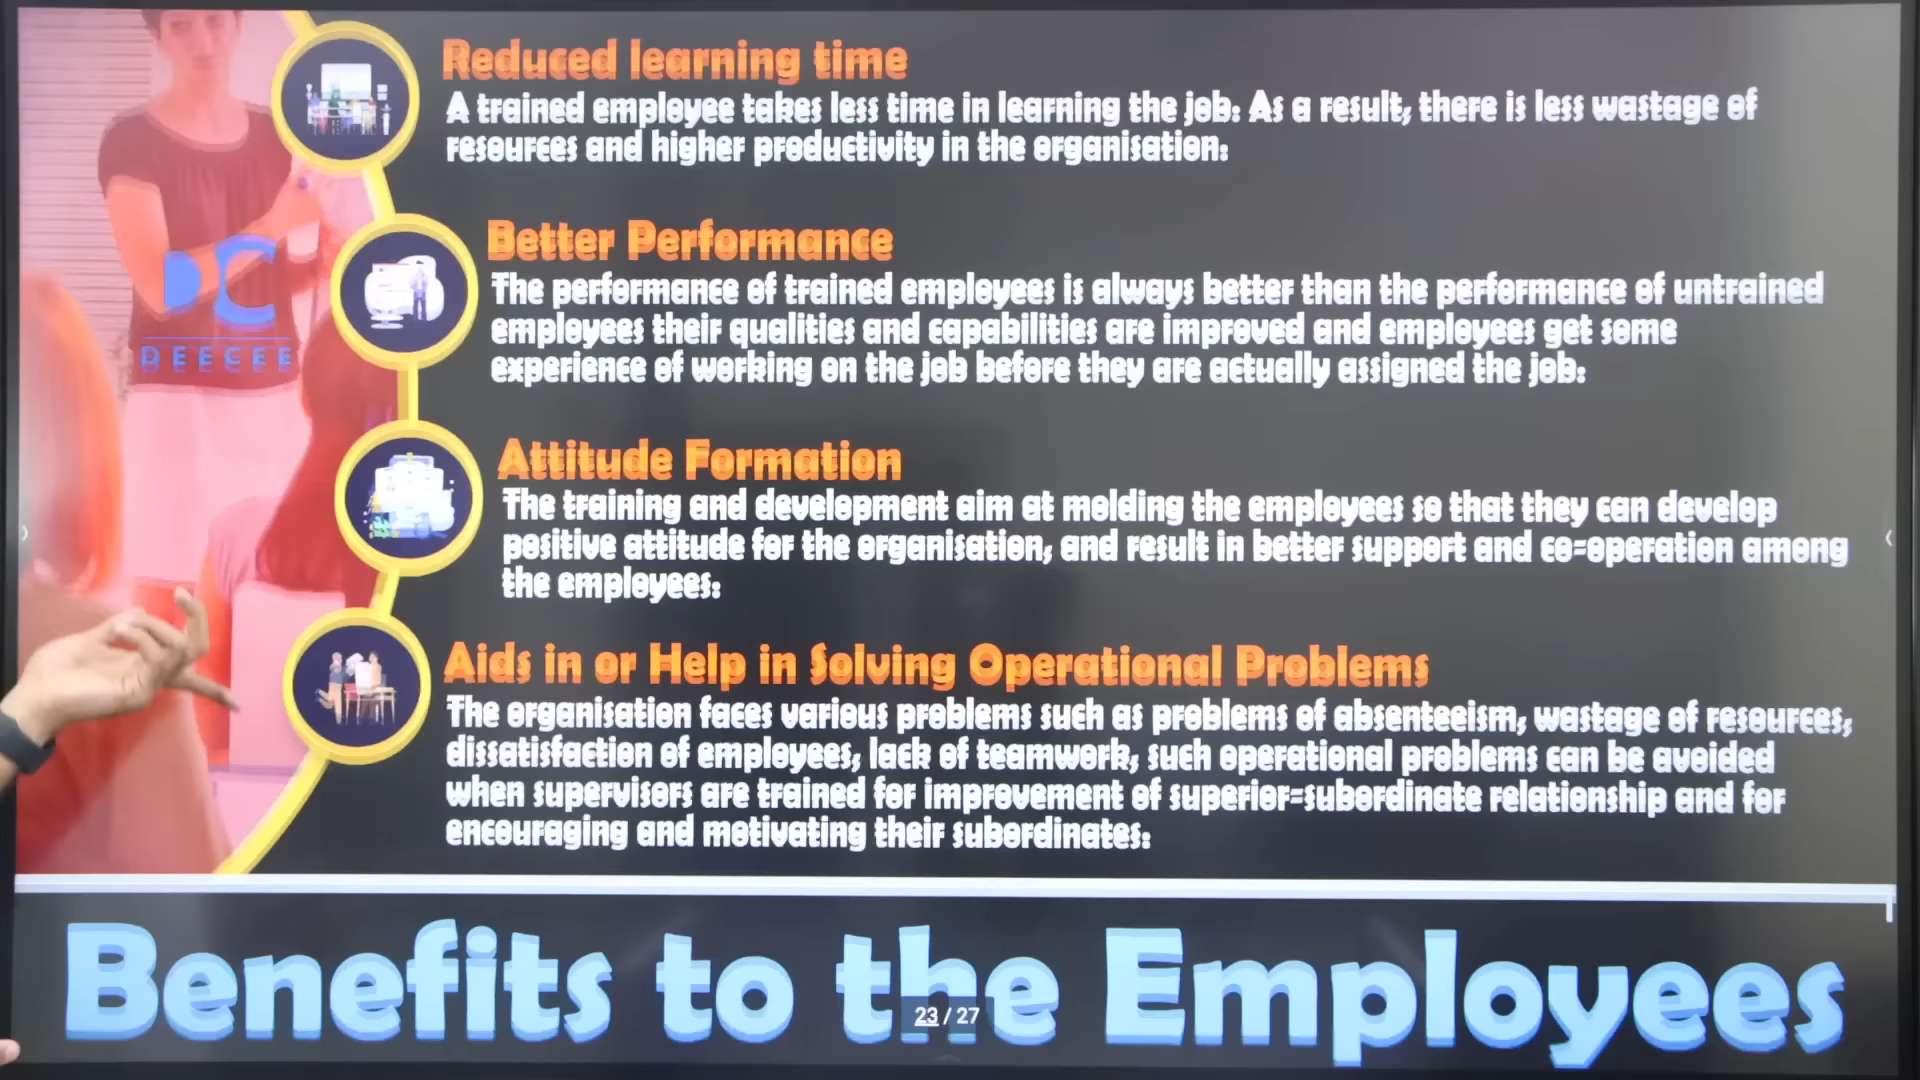 Reduced learning time
A trained employee takes less time in learning the job. As a result, there is less wastage of
resources and higher productivity in the organisation.
Better Performance
The performance of trained employees is always better than the performance of untrained
employees their qualities and capabilities are improved and employees get some
experience of working on the job before they are actually assigned the job.
Attitude Formation
The training and development aim at molding the employees so that they can develop
positive attitude for the organisation, and result in better support and co-operation among
the employees.
Aids in or Help in Solving Operational Problems
The organisation faces various problems such as problems of absenteeism, wastage of resources,
dissatisfaction of employees, lack of teamwork, such operational problems can be avoided
when supervisors are trained for improvement of superior-subordinate relationship and for
encouraging and motivating their subordinates.
DC
DEECEE
Benefits to the Employees
23 / 27